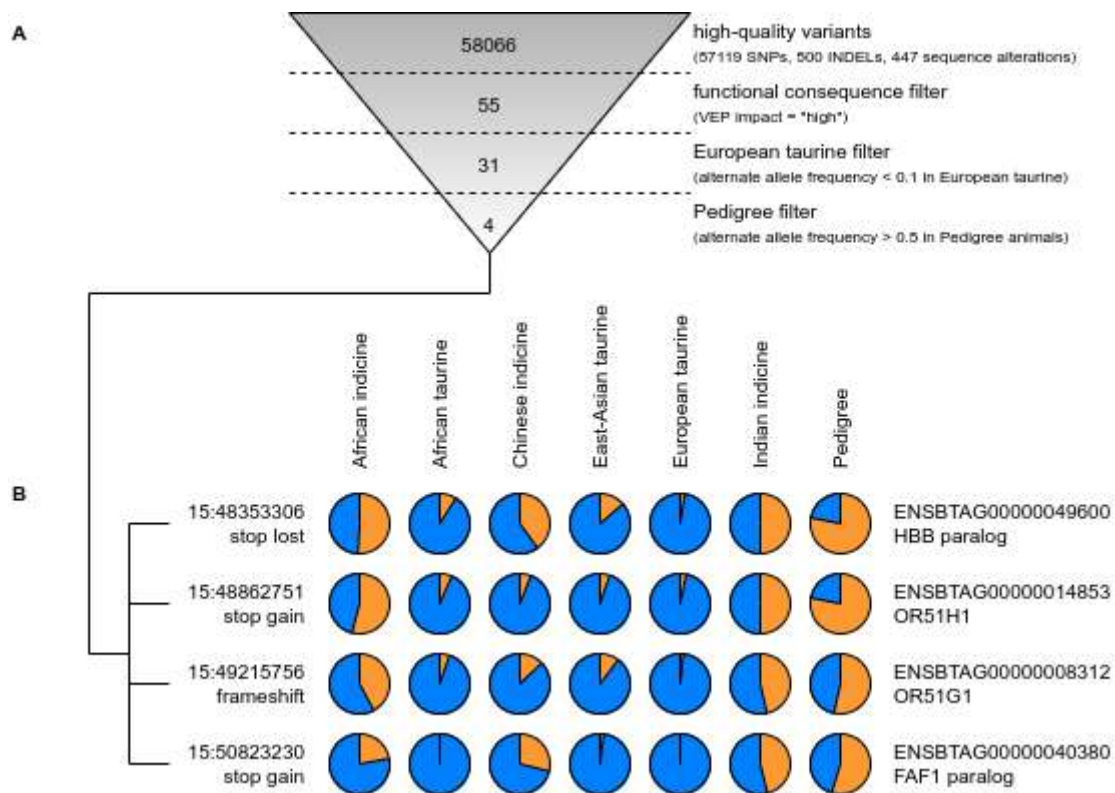 A
58066
high-quality variants
(57119 SNPs, 500 INDELs, 447 sequence alterations)
55
functional consequence filter
(VEP impact = "high")
31
European taurine filter
(alternate allele frequency < 0.1 in European taurine)
4
Pedigree filter
(alternate allele frequency > 0.5 in Pedigree animals)
African indicine
African taurine
Chinese indicine
East-Asian taurine
European taurine
Indian indicine
Pedigree
B
15:48353306
stop lost
ENSBTAG00000049600
HBB paralog
15:48862751
stop gain
ENSBTAG00000014853
OR51H1
15:49215756
frameshift
ENSBTAG00000008312
OR51G1
15:50823230
stop gain
ENSBTAG00000040380
FAF1 paralog